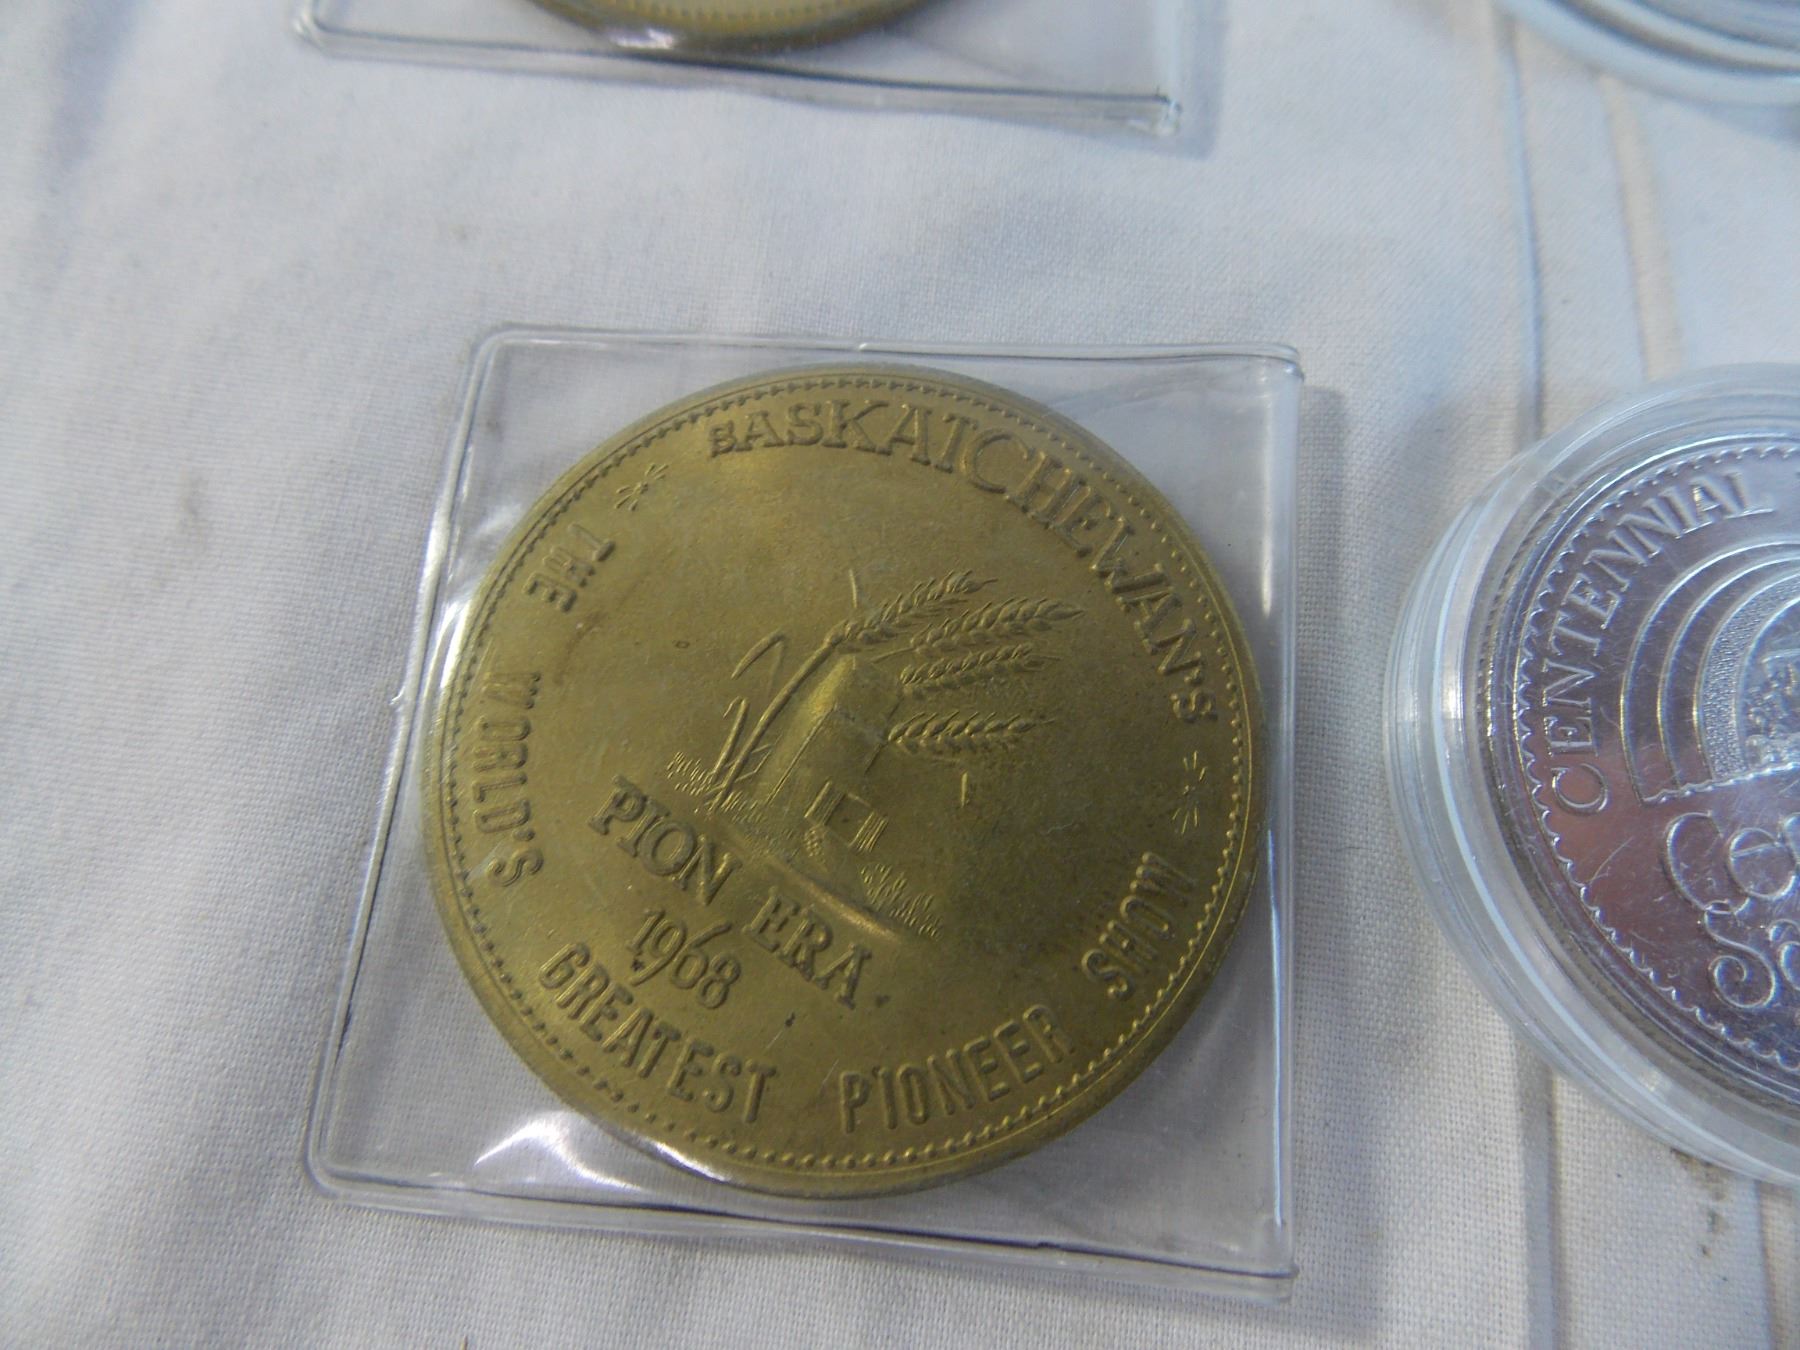 SASKATCHEWAN'S
PION ERA
1968
THE WORLD'S GREATEST PIONEER SHOW
CENTENNIAL